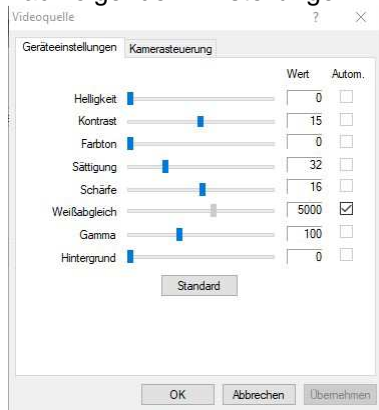 Videoquelle ? ×
Geräteeinstellungen Kamerasteuerung
Wert Autom.
Helligkeit 0
Kontrast 15
Farbton 0
Sättigung 32
Schärfe 16
Weißabgleich 5000
Gamma 100
Hintergrund 0
Standard
OK Abbrechen Übernehmen